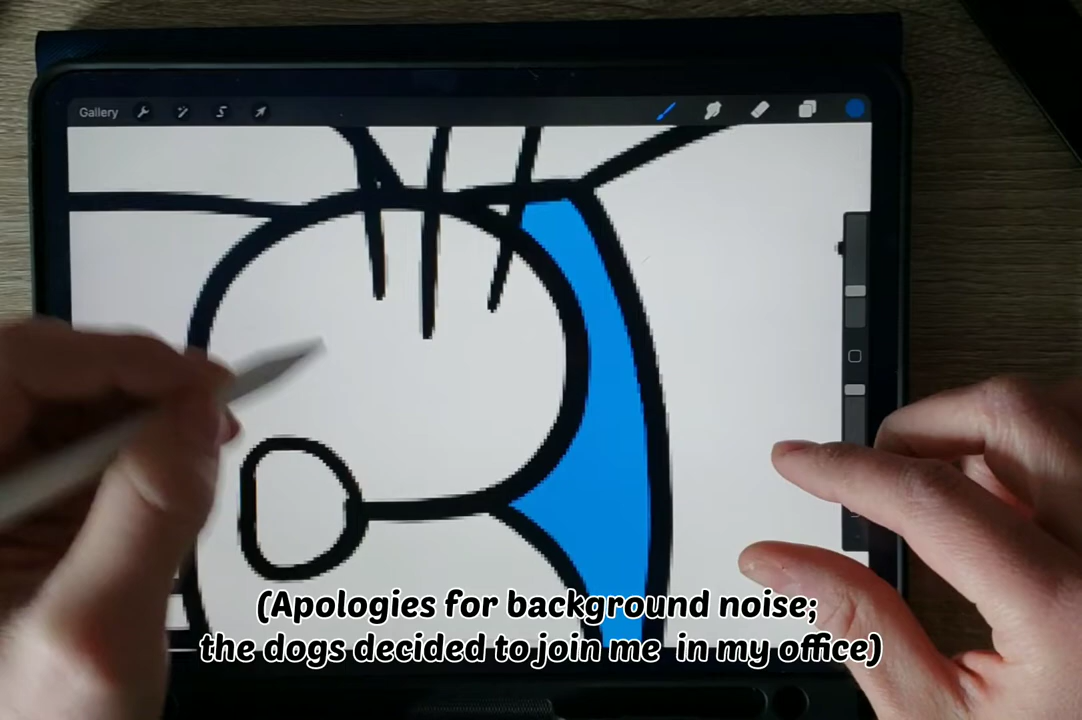 Gallery
(Apologies for background noise;
the dogs decided to join me in my office)